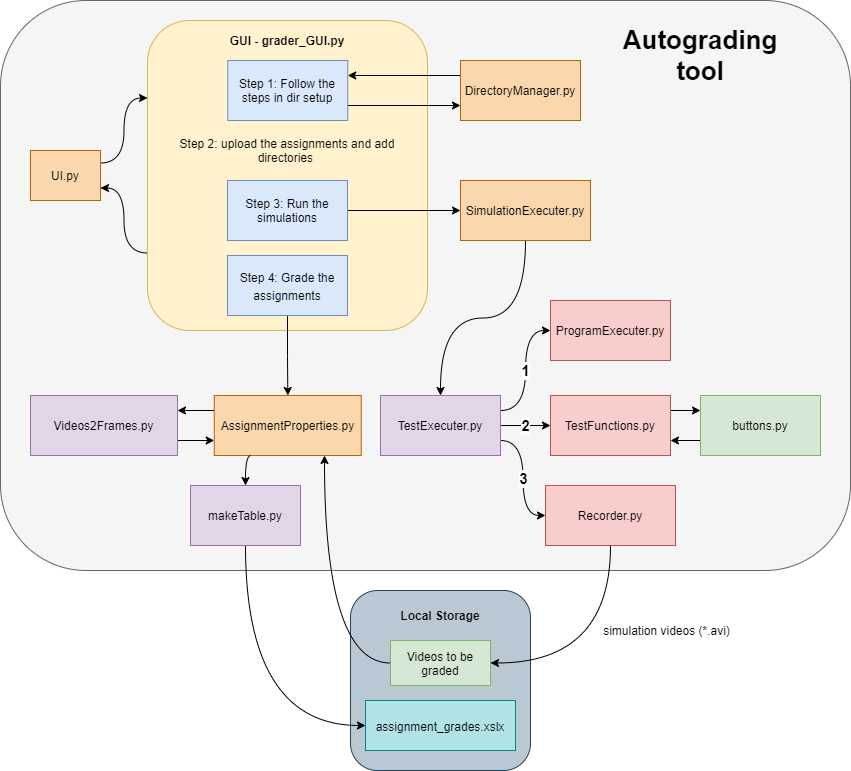 Autograding
tool
GUI - grader_GUI.py
Step 1: Follow the
steps in dir setup
DirectoryManager.py
Step 2: upload the assignments and add
directories
UI.py
Step 3: Run the
simulations
SimulationExecuter.py
Step 4: Grade the
assignments
ProgramExecuter.py
1
Videos2Frames.py
AssignmentProperties.py
TestExecuter.py
2
TestFunctions.py
buttons.py
3
makeTable.py
Recorder.py
Local Storage
simulation videos (*.avi)
Videos to be
graded
assignment_grades.xslx